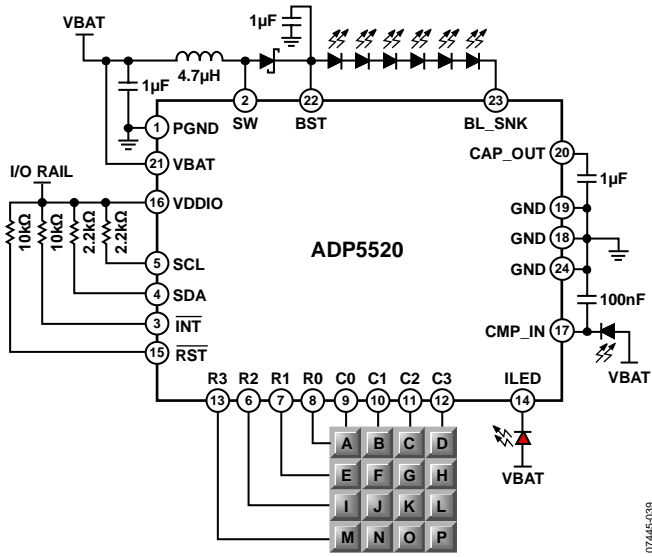 VBAT
1µF
4.7µH
1µF
2
SW
22
BST
23
BL_SNK
1
PGND
21
VBAT
I/O RAIL
16
VDDIO
10kΩ
10kΩ
2.2kΩ
2.2kΩ
5
SCL
4
SDA
3
INT
15
RST
ADP5520
CAP_OUT
20
1µF
GND
19
GND
18
GND
24
100nF
CMP_IN
17
VBAT
R3
R2
R1
R0
C0
C1
C2
C3
ILED
13
6
7
8
9
10
11
12
14
A B C D
E F G H
I J K L
M N O P
VBAT
07445-039